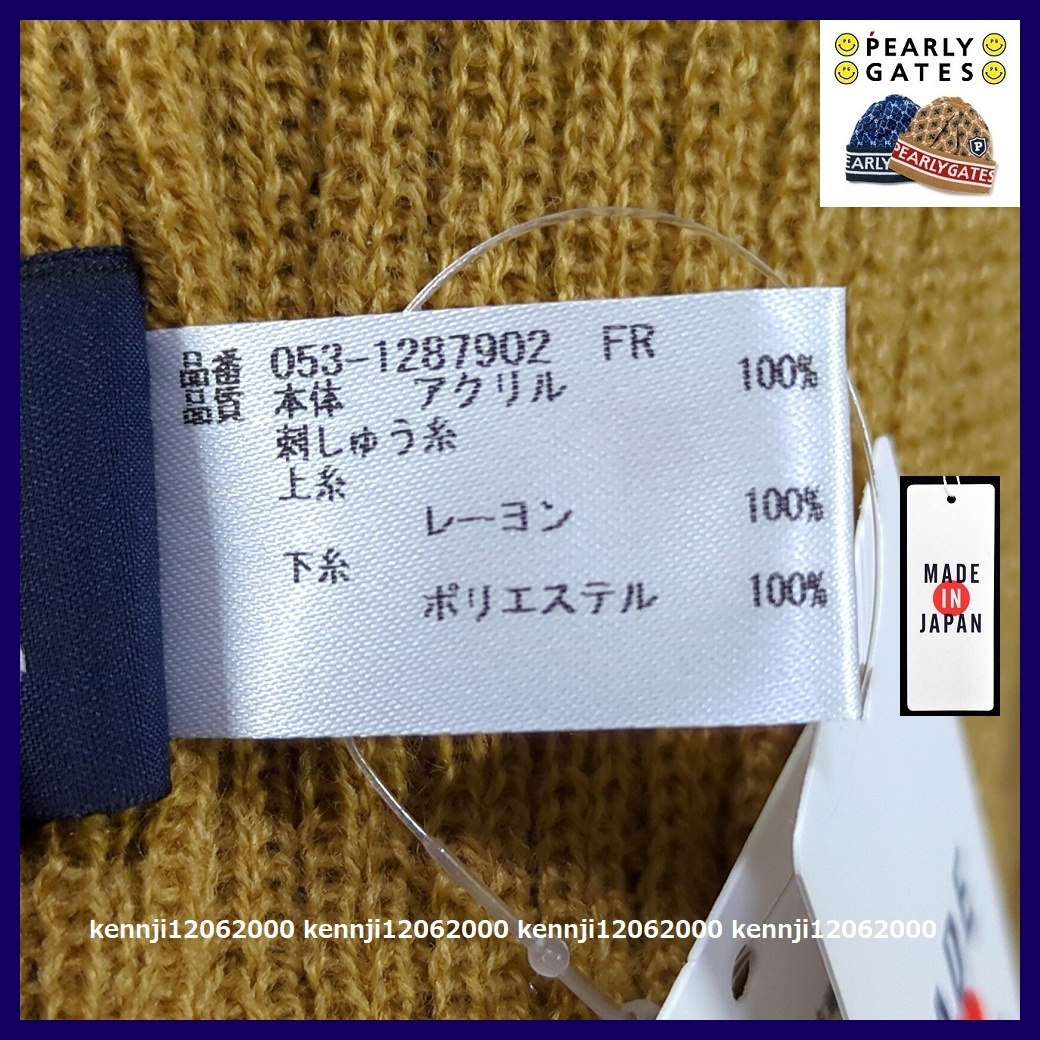 PEARLY
GATES
EARLY
PEARLYGATES
P
品番 053-1287902 FR
品質 本体 アクリル 100%
刺しゅう糸
上糸
レーヨン 100%
下糸
ポリエステル 100%
MADE
IN
JAPAN
kennji12062000 kennji12062000 kennji12062000 kennji12062000